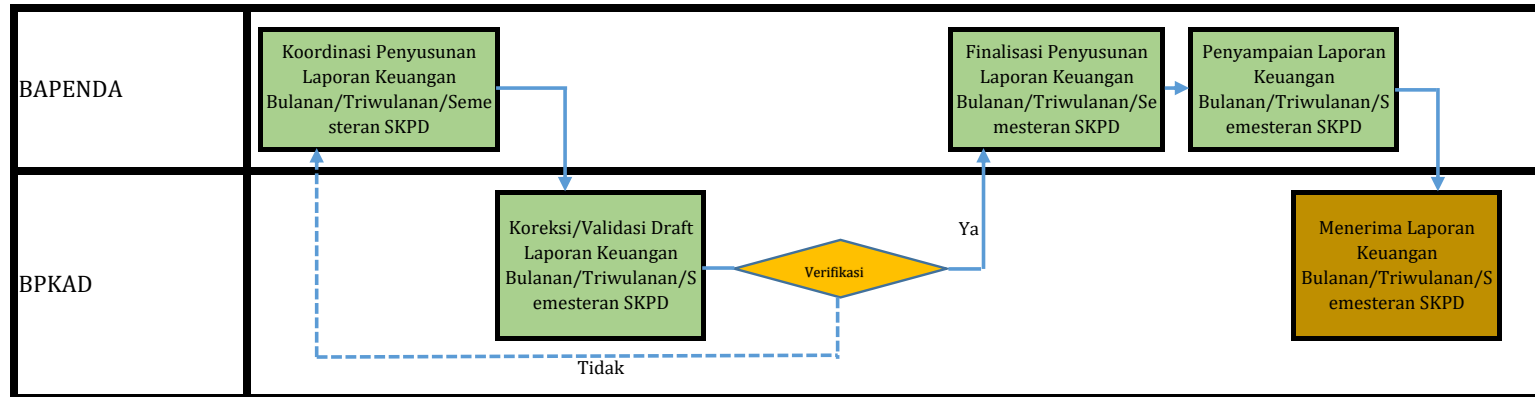 BAPENDA
Koordinasi Penyusunan
Laporan Keuangan
Bulanan/Triwulanan/Seme
steran SKPD
Finalisasi Penyusunan
Laporan Keuangan
Bulanan/Triwulanan/Se
mesteran SKPD
Penyampaian Laporan
Keuangan
Bulanan/Triwulanan/S
emesteran SKPD
BPKAD
Koreksi/Validasi Draft
Laporan Keuangan
Bulanan/Triwulanan/S
emesteran SKPD
Verifikasi
Ya
Tidak
Menerima Laporan
Keuangan
Bulanan/Triwulanan/S
emesteran SKPD